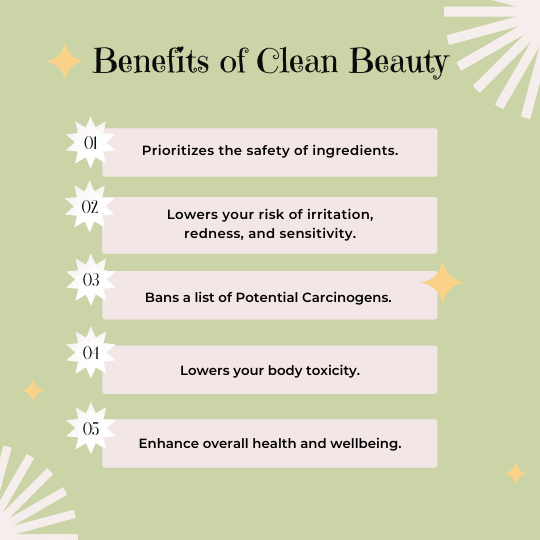 Benefits of Clean Beauty
01
Prioritizes the safety of ingredients.
02
Lowers your risk of irritation,
redness, and sensitivity.
03
Bans a list of Potential Carcinogens.
04
Lowers your body toxicity.
05
Enhance overall health and wellbeing.